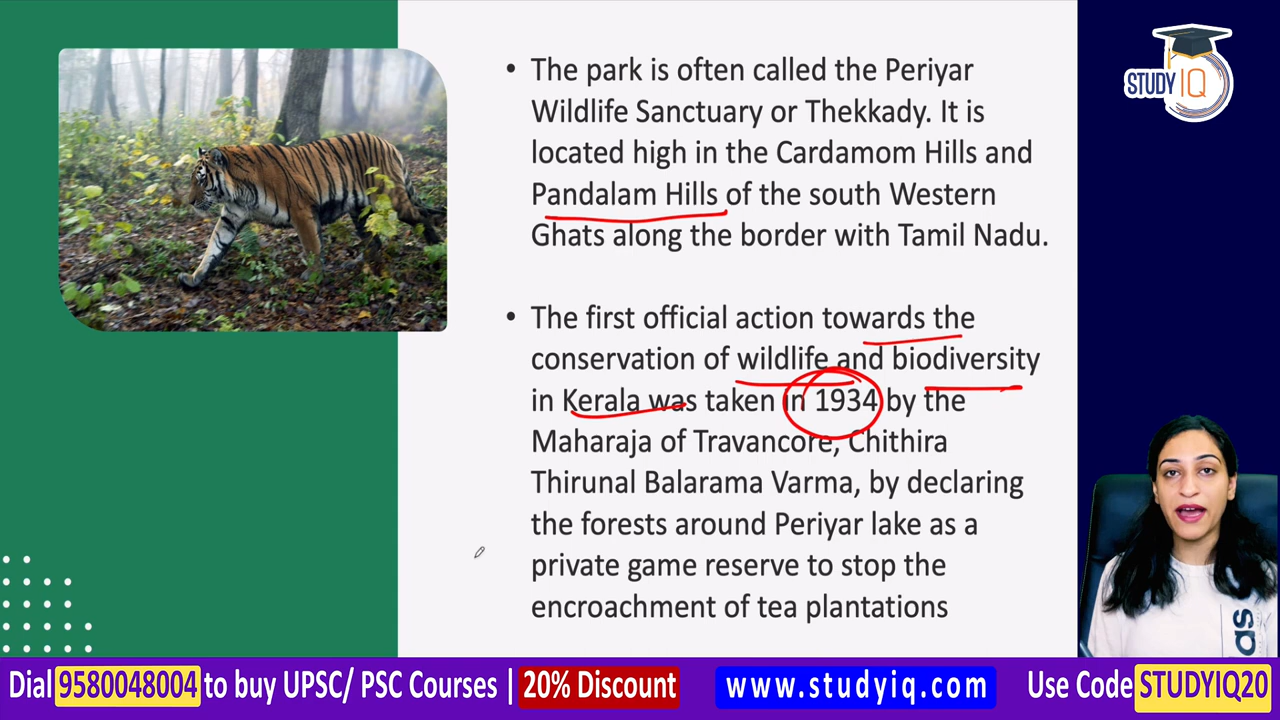 • The park is often called the Periyar
Wildlife Sanctuary or Thekkady. It is
located high in the Cardamom Hills and
Pandalam Hills of the south Western
Ghats along the border with Tamil Nadu.
• The first official action towards the
conservation of wildlife and biodiversity
in Kerala was taken in 1934 by the
Maharaja of Travancore, Chithira
Thirunal Balarama Varma, by declaring
the forests around Periyar lake as a
private game reserve to stop the
encroachment of tea plantations
STUDY IQ
as
Dial 9580048004 to buy UPSC/ PSC Courses | 20% Discount www.studyiq.com Use Code STUDYIQ20